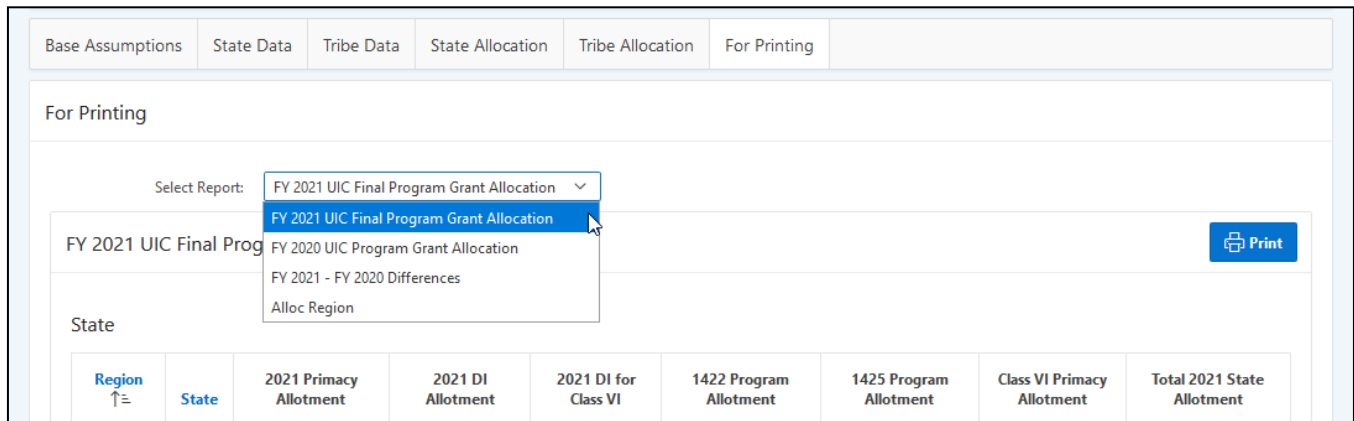 Base Assumptions State Data Tribe Data State Allocation Tribe Allocation For Printing
For Printing
Select Report: FY 2021 UIC Final Program Grant Allocation
FY 2021 UIC Final Program Grant Allocation
FY 2021 UIC Final Prog
FY 2020 UIC Program Grant Allocation
Print
FY 2021 - FY 2020 Differences
Alloc Region
State
Region State 2021 Primacy Allotment 2021 DI Allotment 2021 DI for Class VI 1422 Program Allotment 1425 Program Allotment Class VI Primacy Allotment Total 2021 State Allotment